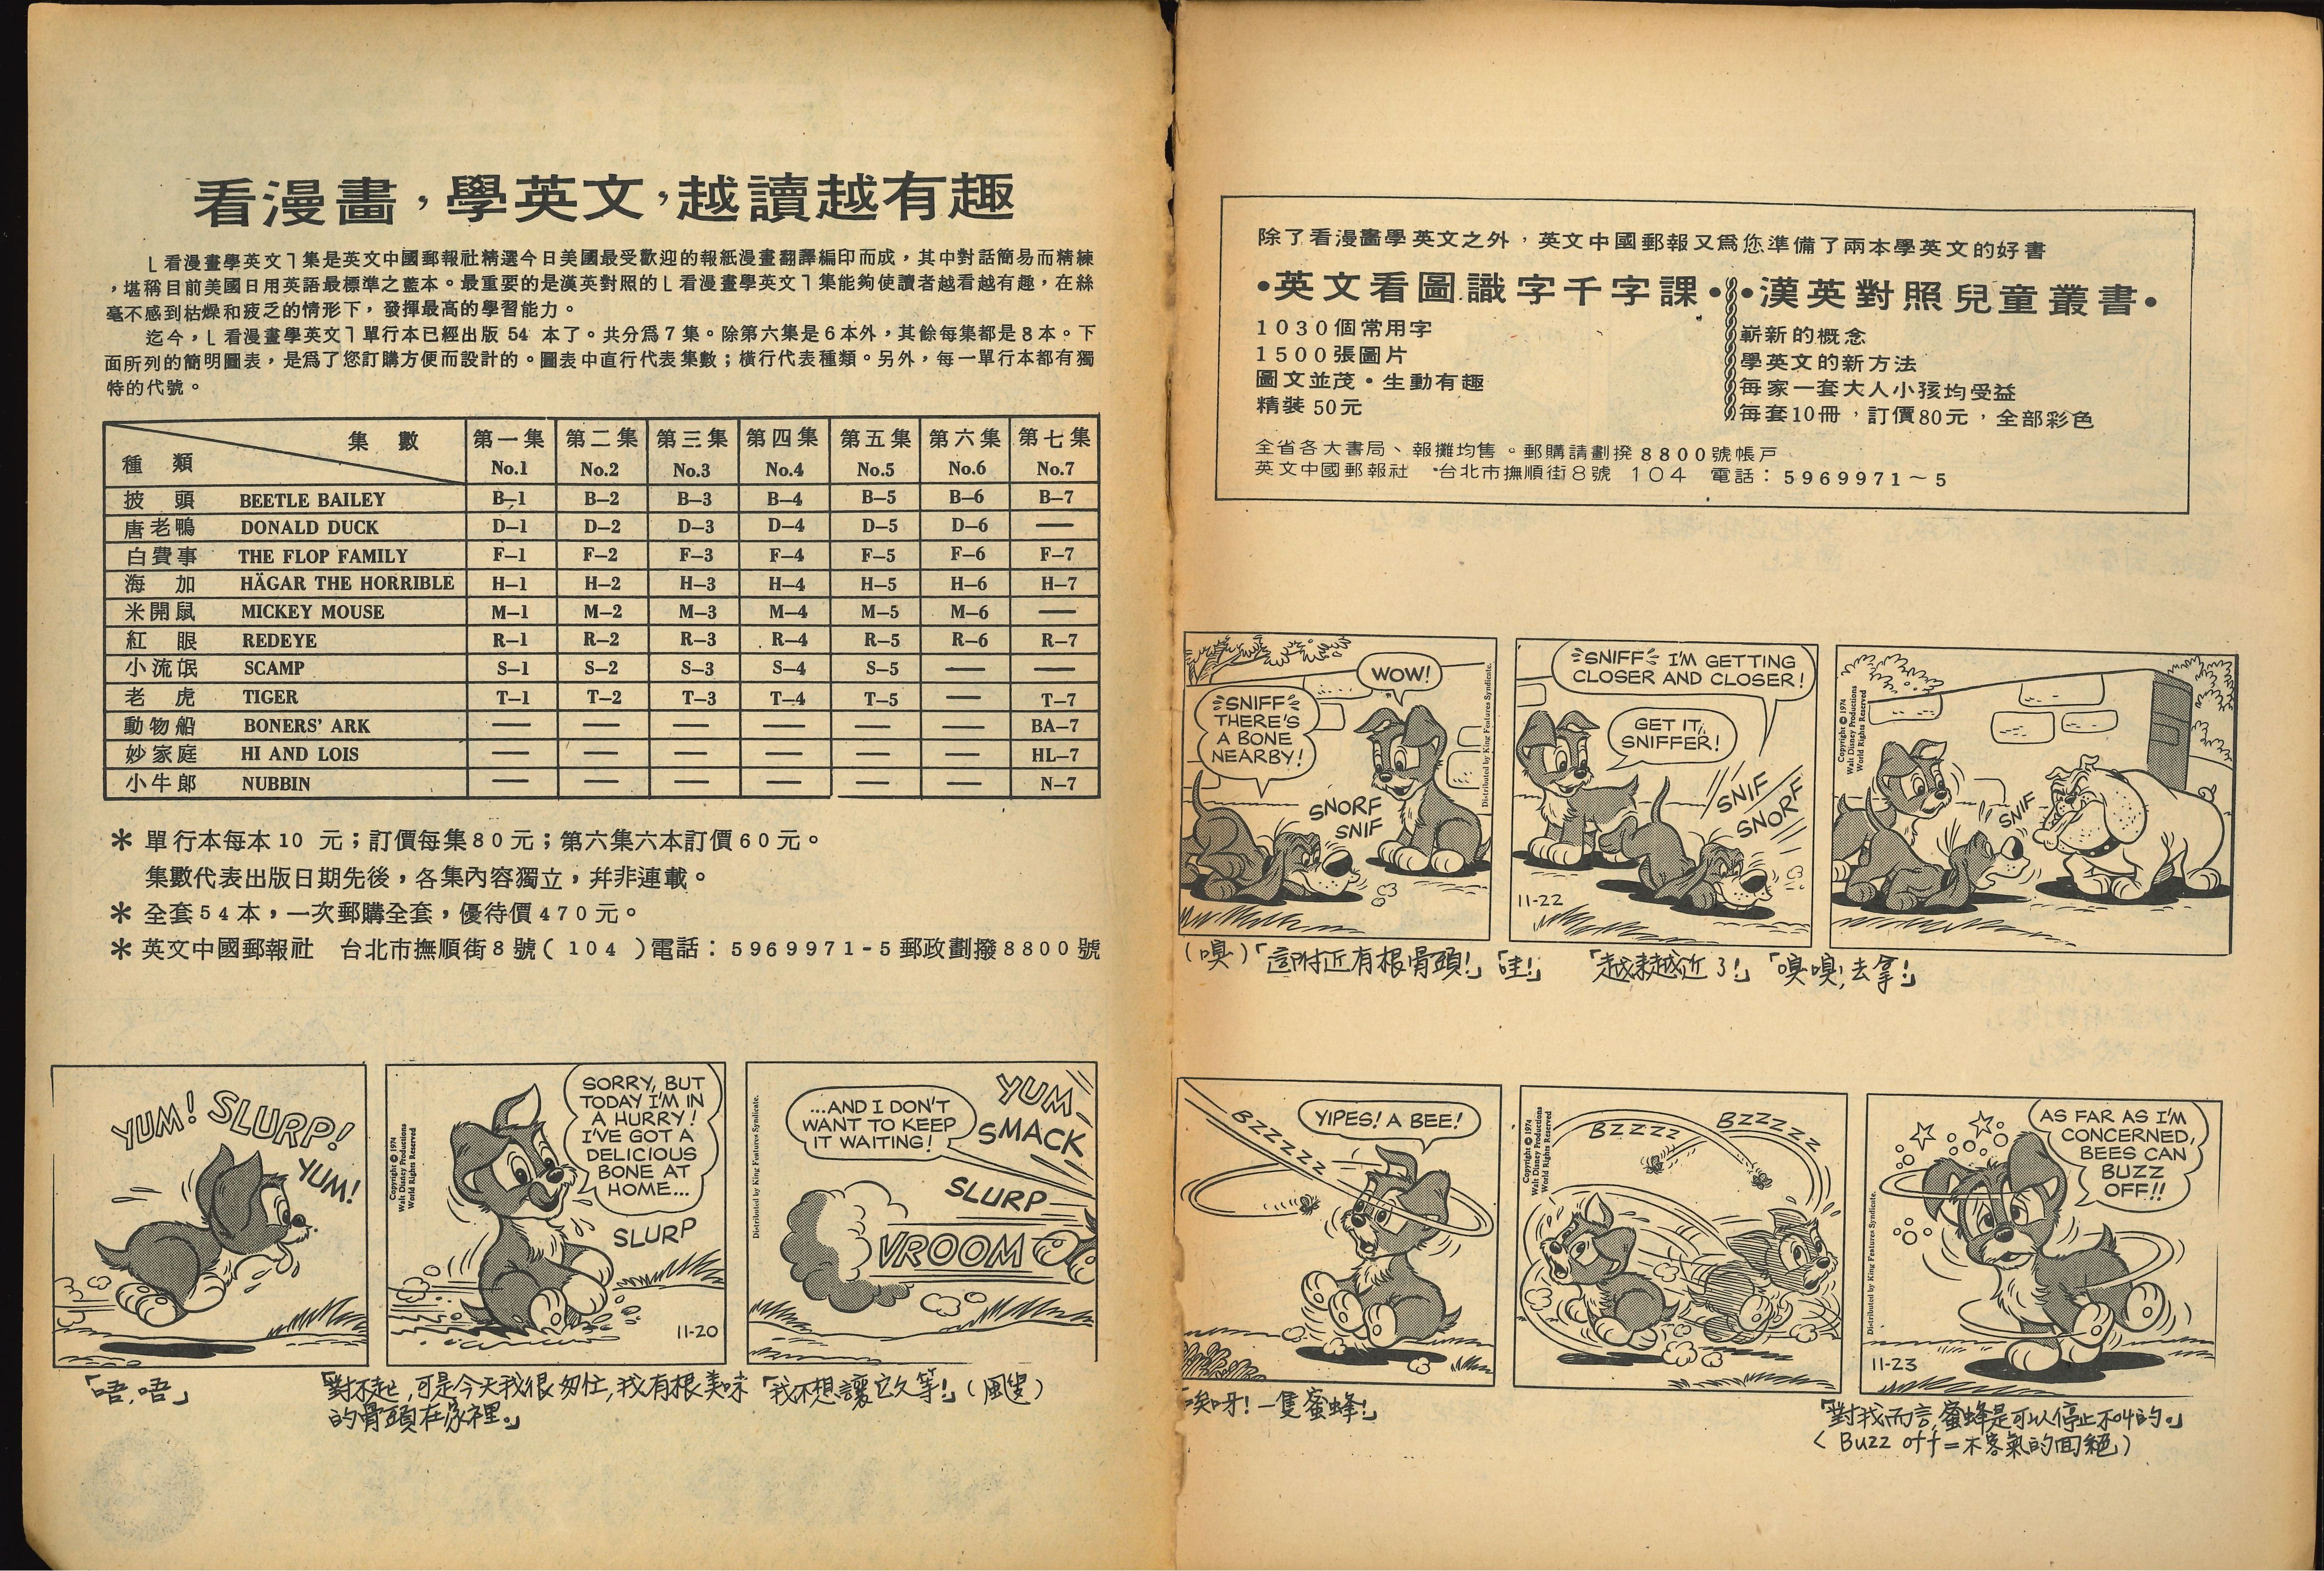 看漫畫，學英文，越讀越有趣
「看漫畫學英文」集是英文中國郵報社精選今日美國最受歡迎的報紙漫畫翻譯編印而成，其中對話簡易而精練
，堪稱目前美國日用英語最標準之藍本。最重要的是漢英對照的「看漫畫學英文」集能夠使讀者越看越有趣，在絲
毫不感到枯燥和疲乏的情形下，發揮最高的學習能力。
迄今，「看漫畫學英文」單行本已經出版 54 本了。共分為7集。除第六集是6本外，其餘每集都是8本。下
面所列的簡明圖表，是為了您訂購方便而設計的。圖表中直行代表集數；橫行代表種類。另外，每一單行本都有獨
特的代號。
集 數 第一集 第二集 第三集 第四集 第五集 第六集 第七集
種 類 No.1 No.2 No.3 No.4 No.5 No.6 No.7
披 頭 BEETLE BAILEY B–1 B–2 B–3 B–4 B–5 B–6 B–7
唐老鴨 DONALD DUCK D–1 D–2 D–3 D–4 D–5 D–6 —
白費事 THE FLOP FAMILY F–1 F–2 F–3 F–4 F–5 F–6 F–7
海 加 HÄGAR THE HORRIBLE H–1 H–2 H–3 H–4 H–5 H–6 H–7
米開鼠 MICKEY MOUSE M–1 M–2 M–3 M–4 M–5 M–6 —
紅 眼 REDEYE R–1 R–2 R–3 R–4 R–5 R–6 R–7
小流氓 SCAMP S–1 S–2 S–3 S–4 S–5 — —
老 虎 TIGER T–1 T–2 T–3 T–4 T–5 — T–7
動物船 BONERS' ARK — — — — — — BA–7
妙家庭 HI AND LOIS — — — — — — HL–7
小牛郎 NUBBIN — — — — — — N–7
＊ 單行本每本10 元；訂價每集80元；第六集六本訂價60元。
集數代表出版日期先後，各集內容獨立，幷非連載。
＊ 全套54本，一次郵購全套，優待價470元。
＊ 英文中國郵報社 台北市撫順街8號( 104 )電話：5969971-5郵政劃撥8800號
YUM! SLURP!
YUM!
SORRY, BUT
TODAY I'M IN
A HURRY!
I'VE GOT A
DELICIOUS
BONE AT
HOME...
SLURP
Copyright © 1974
Walt Disney Productions
World Rights Reserved
11-20
...AND I DON'T
WANT TO KEEP
IT WAITING!
YUM
SMACK
SLURP
VROOM
Distributed by King Features Syndicate.
「唔,唔」
「對不起,可是今天我很匆忙,我有根美味
的骨頭在家裡。」
「我不想讓它久等!」(颼)
除了看漫畫學英文之外，英文中國郵報又為您準備了兩本學英文的好書
•英文看圖識字千字課•
1030個常用字
1500張圖片
圖文並茂•生動有趣
精裝50元
•漢英對照兒童叢書•
嶄新的概念
學英文的新方法
每家一套大人小孩均受益
每套10冊，訂價80元，全部彩色
全省各大書局、報攤均售。郵購請劃撥8800號帳戶
英文中國郵報社 •台北市撫順街8號 104 電話：5969971～5
SNIFF
THERE'S
A BONE
NEARBY!
WOW!
SNORF
SNIF
Distributed by King Features Syndicate.
SNIFF I'M GETTING
CLOSER AND CLOSER!
GET IT,
SNIFFER!
SNIF
SNORF
11-22
Copyright © 1974
Walt Disney Productions
World Rights Reserved
SNIF
(嗅)「這附近有根骨頭!」「哇!」
「越來越近了!」「嗅嗅,去拿!」
BZZZZZ
YIPES! A BEE!
Copyright © 1974
Walt Disney Productions
World Rights Reserved
BZZZZ
BZZZZZ
AS FAR AS I'M
CONCERNED,
BEES CAN
BUZZ
OFF!!
Distributed by King Features Syndicate.
11-23
「唉呀!一隻蜜蜂!」
「對我而言,蜜蜂是可以停止不叫的。」
( Buzz off=不客氣的回絕)